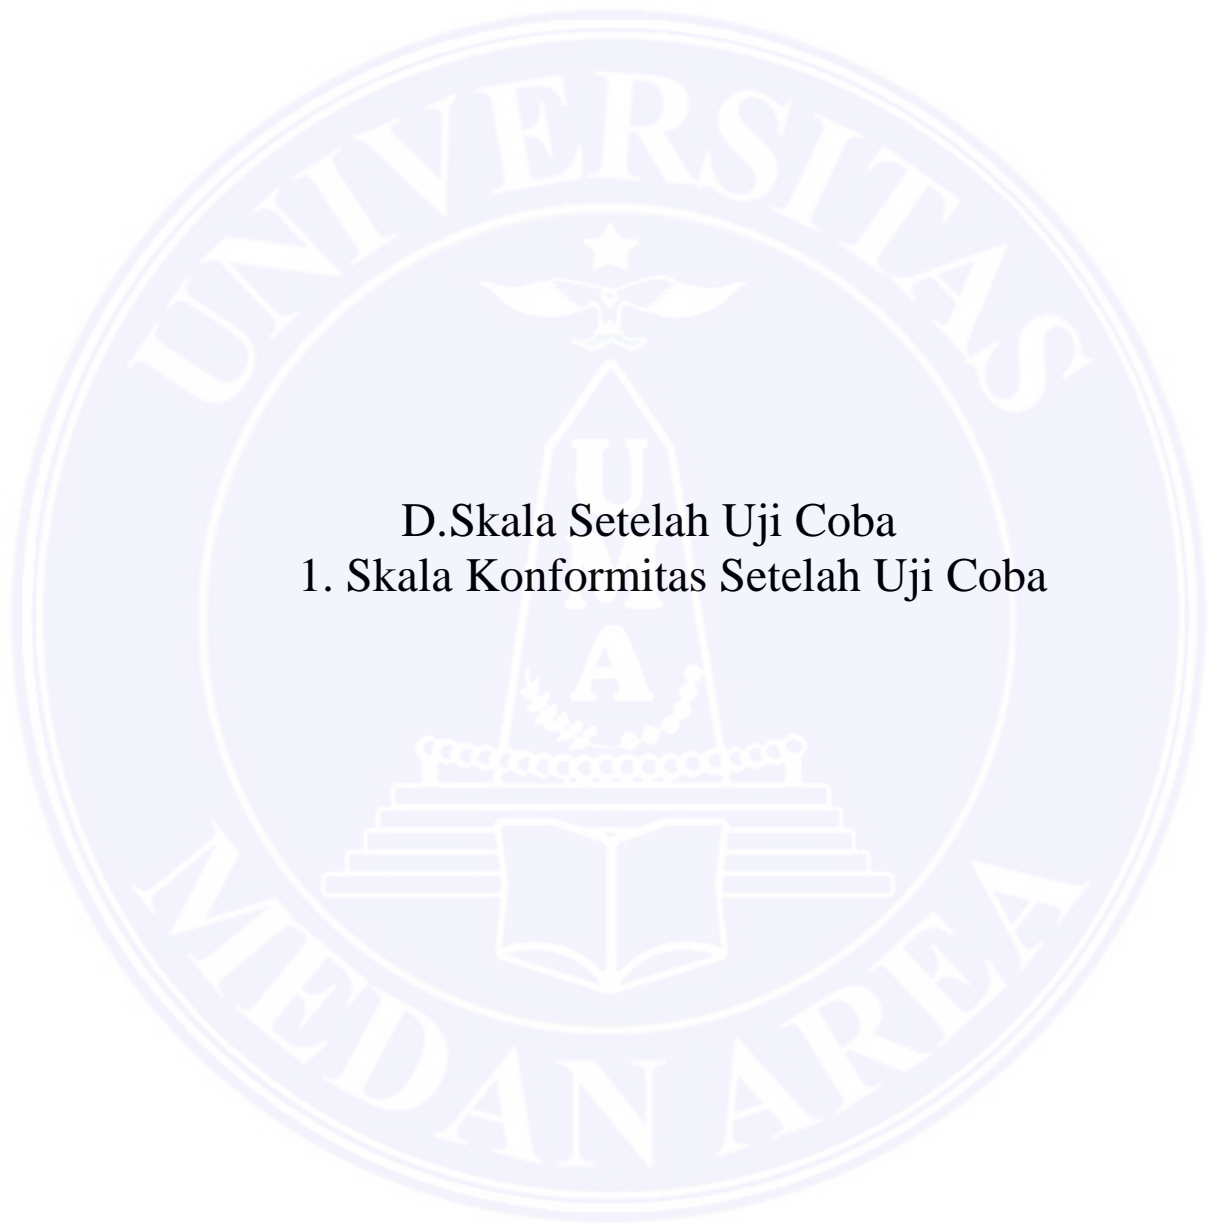 UNIVERSITAS
U
M
A
D.Skala Setelah Uji Coba
1. Skala Konformitas Setelah Uji Coba
MEDAN AREA